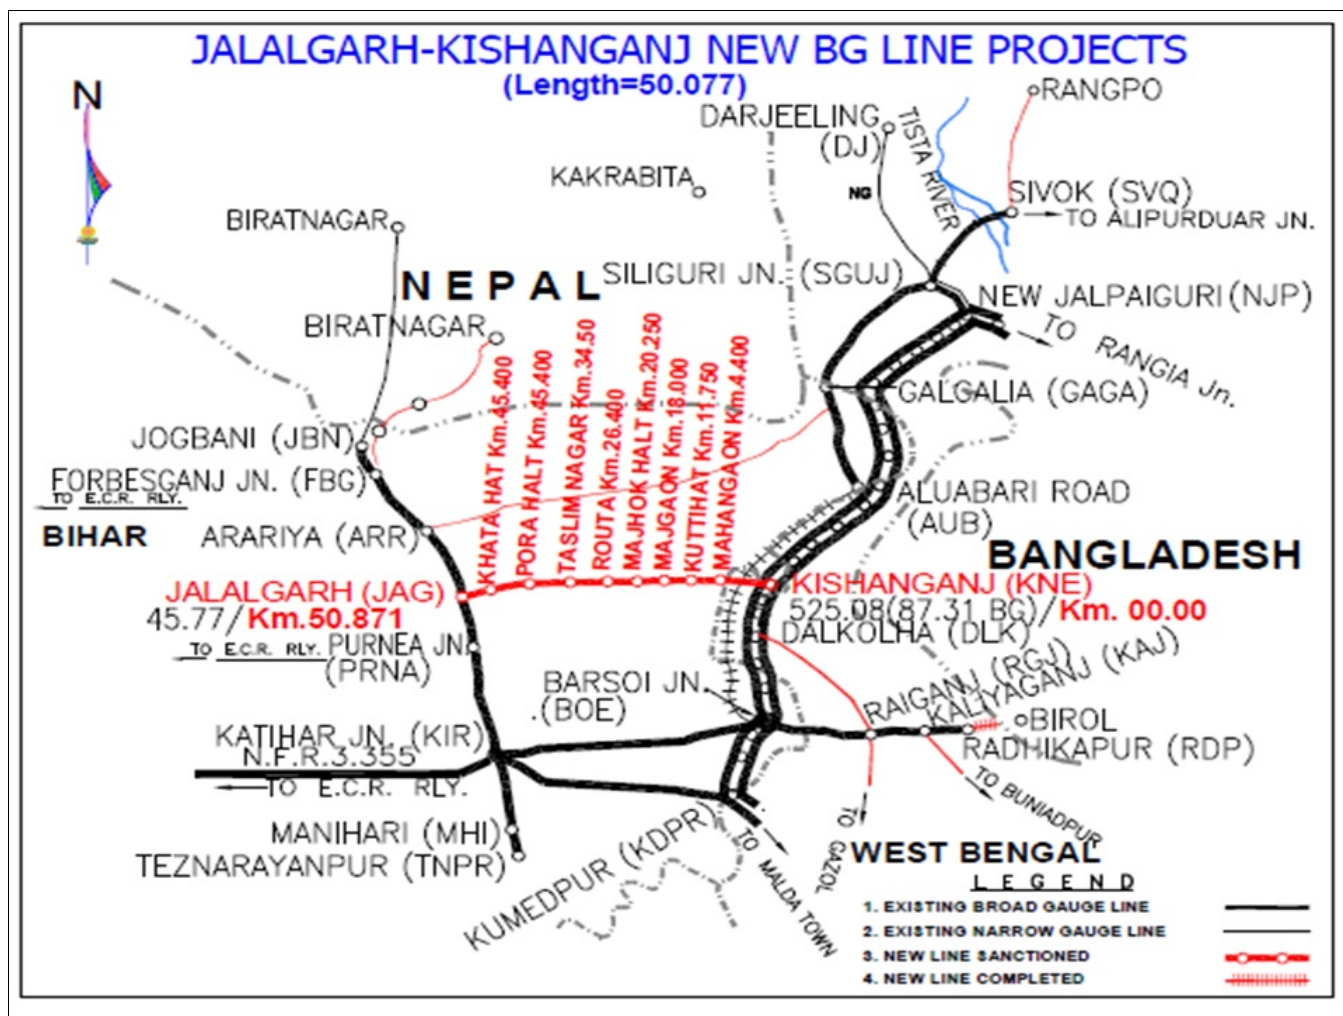 JALALGARH-KISHANGANJ NEW BG LINE PROJECTS
(Length=50.077)
N
RANGPO
DARJEELING
(DJ)
TISTA RIVER
KAKRABITA
NG
SIVOK (SVQ)
TO ALIPURDUAR JN.
BIRATNAGAR
NEPAL
SILIGURI JN. (SGUJ)
NEW JALPAIGURI (NJP)
TO RANGIA Jn.
BIRATNAGAR
KHATA HAT Km.45.400
PORA HALT Km.45.400
TASLIM NAGAR Km.34.50
ROUTA Km.26.400
MAJHOK HALT Km.20.250
MAJGAON Km.18.000
KUTTIHAT Km.11.750
MAHANGAON Km.4.400
GALGALIA (GAGA)
JOGBANI (JBN)
FORBESGANJ JN. (FBG)
TO E.C.R. RLY.
BIHAR
ARARIYA (ARR)
ALUABARI ROAD
(AUB)
BANGLADESH
JALALGARH (JAG)
45.77/Km.50.871
KISHANGANJ (KNE)
525.08(87.31 BG)/Km. 00.00
TO E.C.R. RLY.
PURNEA JN.
(PRNA)
DALKOLHA (DLK)
BARSOI JN.
.(BOE)
RAIGANJ (RGJ)
KALIYAGANJ (KAJ)
BIROL
RADHIKAPUR (RDP)
KATIHAR JN. (KIR)
N.F.R.3.355
TO E.C.R. RLY.
TO BUNIADPUR
TO GAZOL
MANIHARI (MHI)
TEZNARAYANPUR (TNPR)
KUMEDPUR (KDPR)
TO MALDA TOWN
WEST BENGAL
LEGEND
1. EXISTING BROAD GAUGE LINE
2. EXISTING NARROW GAUGE LINE
3. NEW LINE SANCTIONED
4. NEW LINE COMPLETED